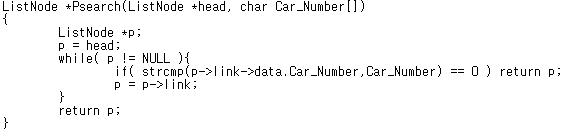 ListNode *Psearch(ListNode *head, char Car_Number[])
{
        ListNode *p;
        p = head;
        while( p != NULL ){
                if( strcmp(p->link->data.Car_Number,Car_Number) == 0 ) return p;
                p = p->link;
        }
        return p;
}